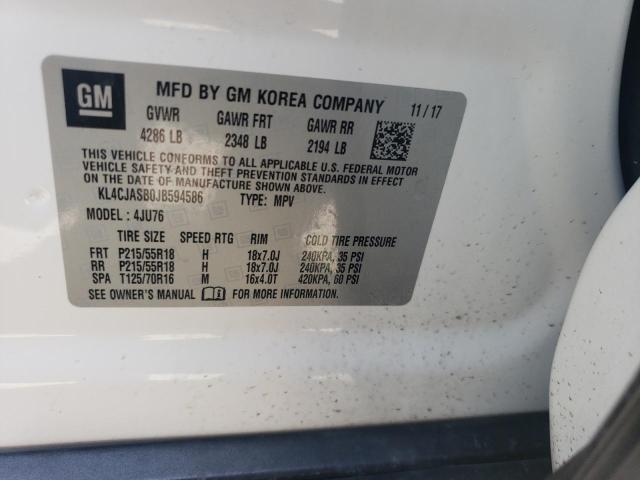 GM
MFD BY GM KOREA COMPANY 11 / 17
GVWR GAWR FRT GAWR RR
4286 LB 2348 LB 2194 LB
THIS VEHICLE CONFORMS TO ALL APPLICABLE U.S. FEDERAL MOTOR
VEHICLE SAFETY AND THEFT PREVENTION STANDARDS IN EFFECT
ON THE DATE OF MANUFACTURE SHOWN ABOVE.
KL4CJASB0JB594586 TYPE: MPV
MODEL : 4JU76
TIRE SIZE SPEED RTG RIM COLD TIRE PRESSURE
FRT P215/55R18 H 18x7.0J 240KPA, 35 PSI
RR P215/55R18 H 18x7.0J 240KPA, 35 PSI
SPA T125/70R16 M 16x4.0T 420KPA, 60 PSI
SEE OWNER'S MANUAL FOR MORE INFORMATION